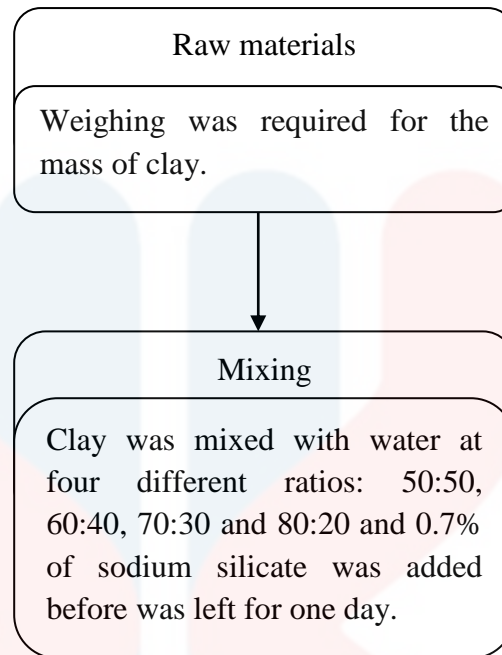 Raw materials
Weighing was required for the
mass of clay.
Mixing
Clay was mixed with water at
four different ratios: 50:50,
60:40, 70:30 and 80:20 and 0.7%
of sodium silicate was added
before was left for one day.